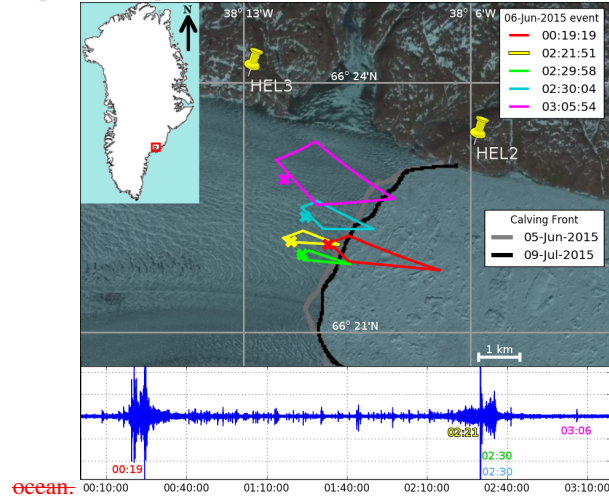 N
38° 13'W
38° 6'W
06-Jun-2015 event
00:19:19
02:21:51
02:29:58
02:30:04
03:05:54
HEL3
66° 24'N
HEL2
Calving Front
05-Jun-2015
09-Jul-2015
66° 21'N
1 km
02:21
03:06
02:30
00:19
02:30
ocean.
00:10:00 00:40:00 01:10:00 01:40:00 02:10:00 02:40:00 03:10:00